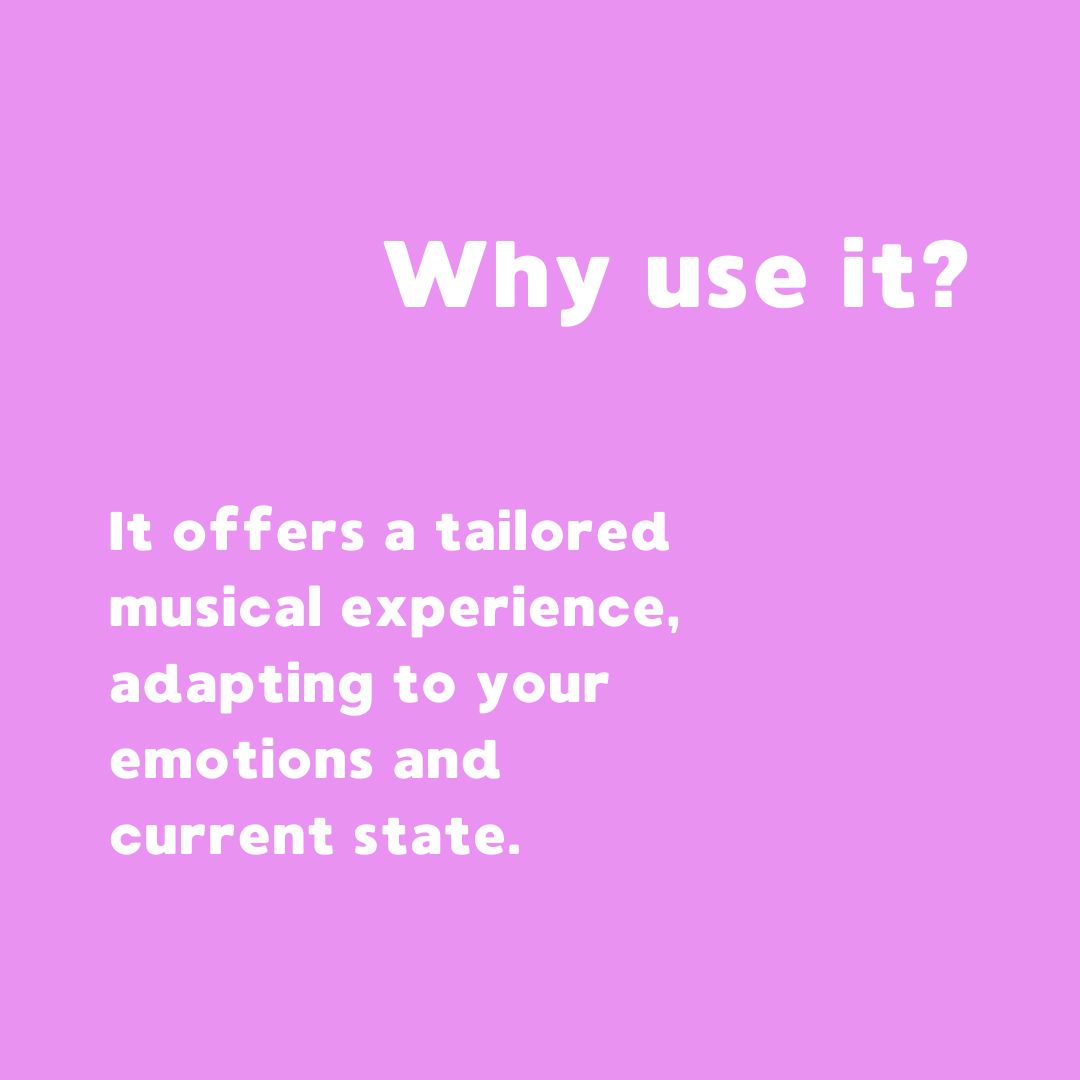 Why use it?
It offers a tailored
musical experience,
adapting to your
emotions and
current state.